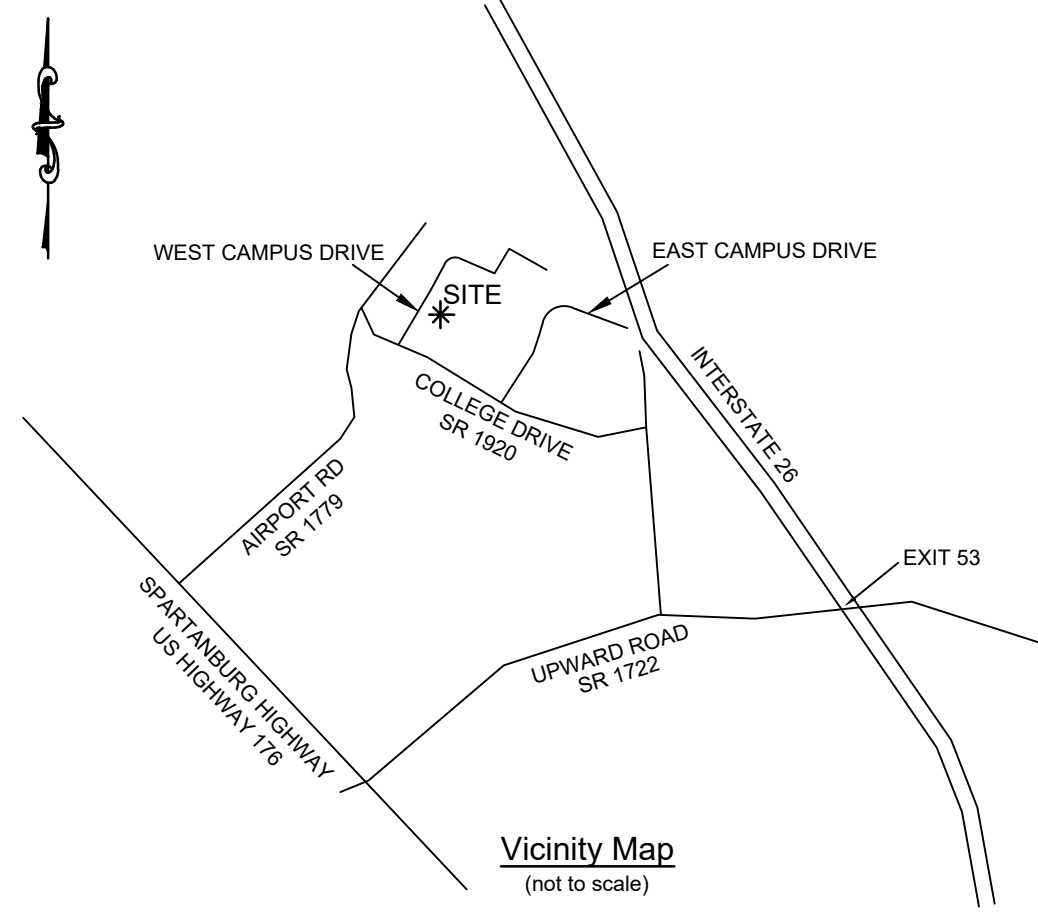 WEST CAMPUS DRIVE
EAST CAMPUS DRIVE
SITE
INTERSTATE 26
COLLEGE DRIVE
SR 1920
AIRPORT RD
SR 1779
EXIT 53
SPARTANBURG HIGHWAY
US HIGHWAY 176
UPWARD ROAD
SR 1722
Vicinity Map
(not to scale)